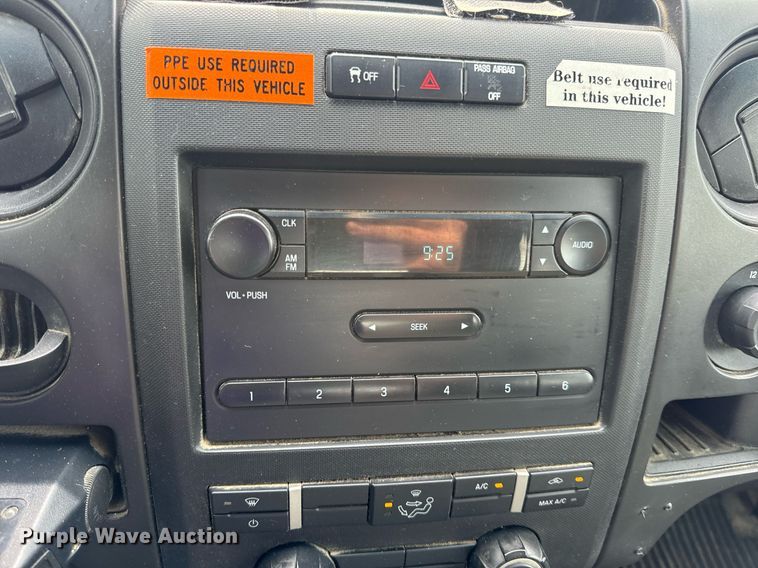 PPE USE REQUIRED
OUTSIDE THIS VEHICLE
OFF
PASS AIRBAG
OFF
Belt use required
in this vehicle!
CLK
AM
FM
9:25
AUDIO
VOL • PUSH
SEEK
1 2 3 4 5 6
12
A/C
MAX A/C
Purple Wave Auction